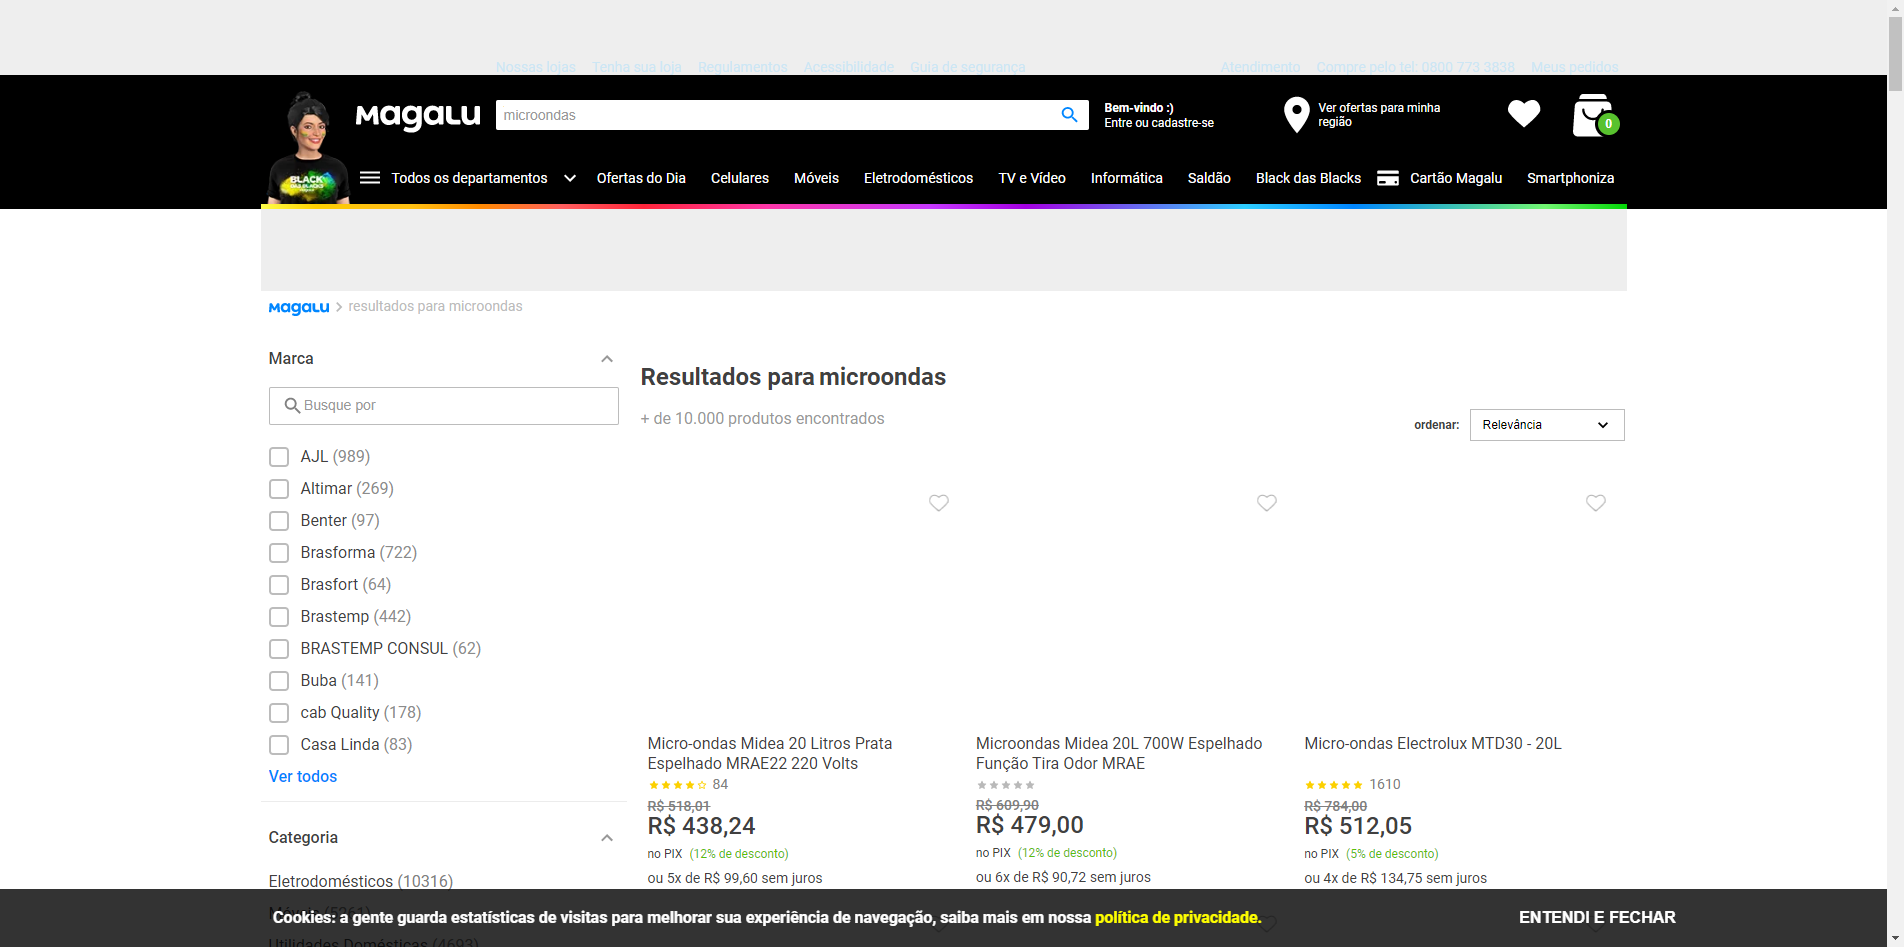 Nossas lojas Tenha sua loja Regulamentos Acessibilidade Guia de segurança Atendimento Compre pelo tel: 0800 773 3838 Meus pedidos
Magalu
microondas
Bem-vindo :)
Entre ou cadastre-se
Ver ofertas para minha
região
0
BLACK
DAS BLACKS
Todos os departamentos Ofertas do Dia Celulares Móveis Eletrodomésticos TV e Vídeo Informática Saldão Black das Blacks Cartão Magalu Smartphoniza
Magalu resultados para microondas
Marca
Busque por
AJL (989)
Altimar (269)
Benter (97)
Brasforma (722)
Brasfort (64)
Brastemp (442)
BRASTEMP CONSUL (62)
Buba (141)
cab Quality (178)
Casa Linda (83)
Ver todos
Categoria
Eletrodomésticos (10316)
Utilidades Domésticas (4693)
Resultados para microondas
+ de 10.000 produtos encontrados
ordenar: Relevância
Micro-ondas Midea 20 Litros Prata
Espelhado MRAE22 220 Volts
84
R$ 518,01
R$ 438,24
no PIX (12% de desconto)
ou 5x de R$ 99,60 sem juros
Microondas Midea 20L 700W Espelhado
Função Tira Odor MRAE
R$ 609,90
R$ 479,00
no PIX (12% de desconto)
ou 6x de R$ 90,72 sem juros
Micro-ondas Electrolux MTD30 - 20L
1610
R$ 784,00
R$ 512,05
no PIX (5% de desconto)
ou 4x de R$ 134,75 sem juros
Cookies: a gente guarda estatísticas de visitas para melhorar sua experiência de navegação, saiba mais em nossa política de privacidade.
ENTENDI E FECHAR